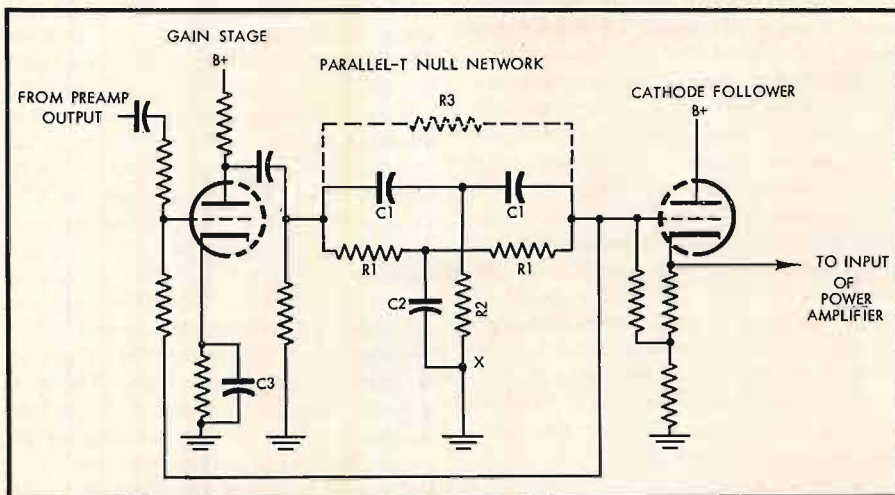 GAIN STAGE
B+
PARALLEL-T NULL NETWORK
FROM PREAMP
OUTPUT
R3
CATHODE FOLLOWER
B+
C1
C1
R1
R1
C2
R2
X
C3
TO INPUT
OF
POWER
AMPLIFIER